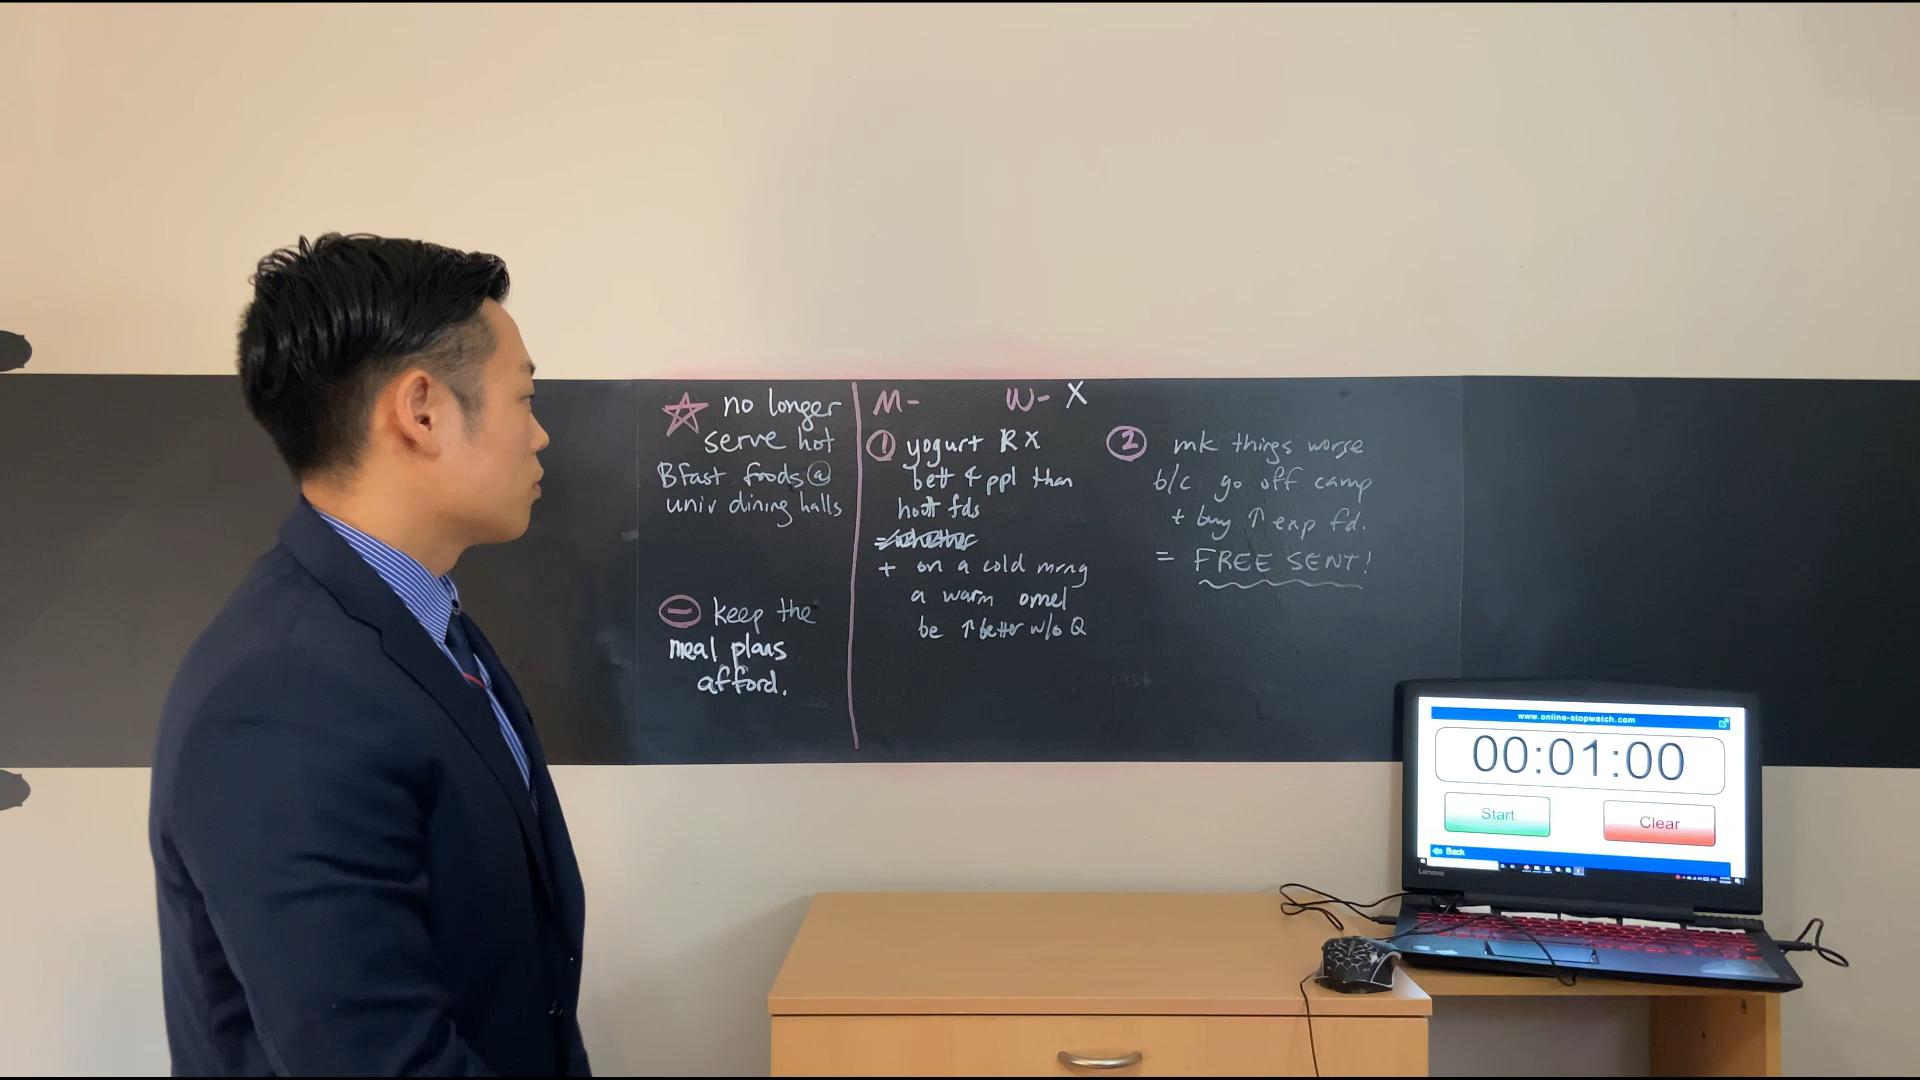 no longer
serve hot
BFast foods @
univ dining halls
keep the
meal plans
afford.
M-
W- X
1 yogurt RX
bett 4 ppl than
hott fds
+ on a cold mrng
a warm omel
be ↑ better w/o Q
2 mk things worse
b/c go off camp
+ buy ↑ exp fd.
= FREE SENT!
www.online-stopwatch.com
00:01:00
Start
Clear
Back
Lenovo